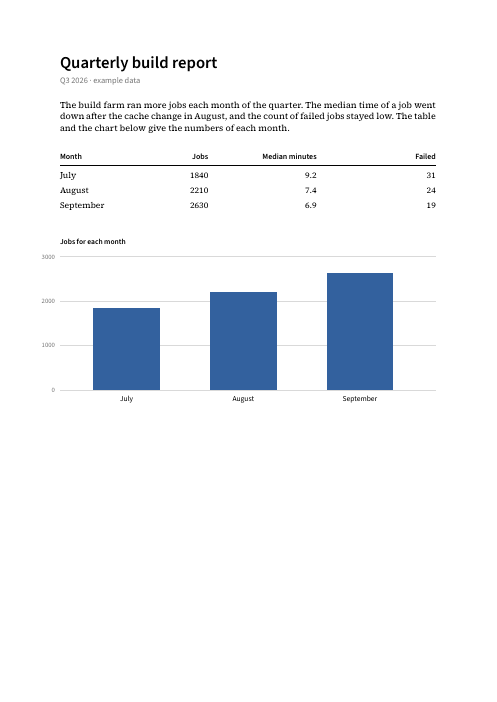 Quarterly build report
Q3 2026 · example data
The build farm ran more jobs each month of the quarter. The median time of a job went
down after the cache change in August, and the count of failed jobs stayed low. The table
and the chart below give the numbers of each month.
Month Jobs Median minutes Failed
July 1840 9.2 31
August 2210 7.4 24
September 2630 6.9 19
Jobs for each month
3000
2000
1000
0
July August September